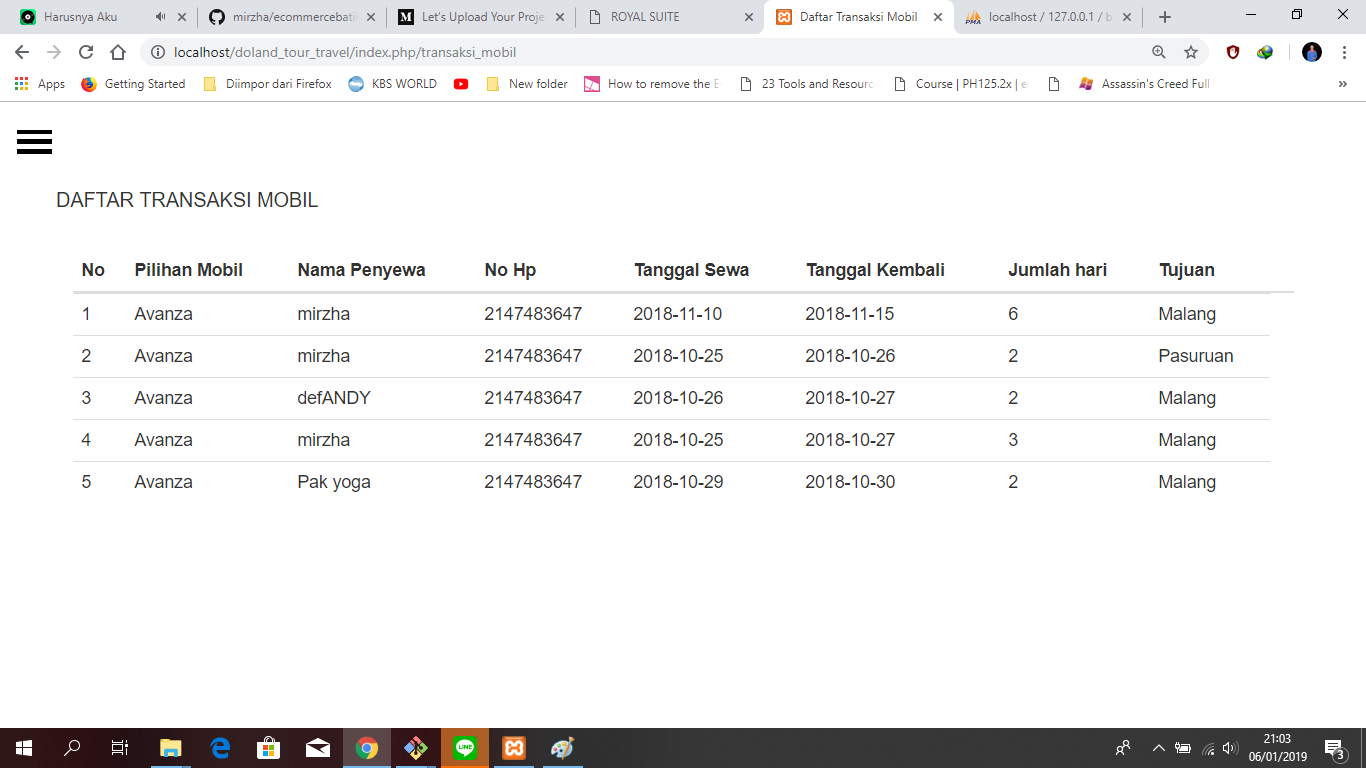 Harusnya Aku
mirzha/ecommercebati
Let's Upload Your Proje
ROYAL SUITE
Daftar Transaksi Mobil
localhost / 127.0.0.1 / b
localhost/doland_tour_travel/index.php/transaksi_mobil
Apps Getting Started Diimpor dari Firefox KBS WORLD New folder How to remove the E 23 Tools and Resourc Course | PH125.2x | e Assassin's Creed Full
DAFTAR TRANSAKSI MOBIL
No Pilihan Mobil Nama Penyewa No Hp Tanggal Sewa Tanggal Kembali Jumlah hari Tujuan
1 Avanza mirzha 2147483647 2018-11-10 2018-11-15 6 Malang
2 Avanza mirzha 2147483647 2018-10-25 2018-10-26 2 Pasuruan
3 Avanza defANDY 2147483647 2018-10-26 2018-10-27 2 Malang
4 Avanza mirzha 2147483647 2018-10-25 2018-10-27 3 Malang
5 Avanza Pak yoga 2147483647 2018-10-29 2018-10-30 2 Malang
LINE
21:03
06/01/2019
3